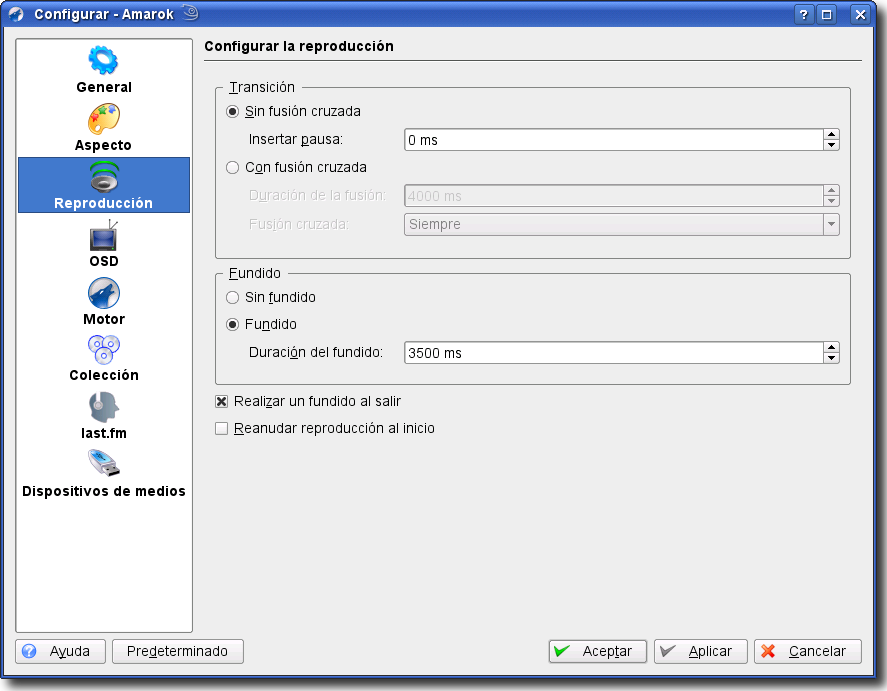 Configurar - Amarok
?
General
Aspecto
Reproducción
OSD
Motor
Colección
last.fm
Dispositivos de medios
Configurar la reproducción
Transición
Sin fusión cruzada
Insertar pausa: 0 ms
Con fusión cruzada
Duración de la fusión: 4000 ms
Fusión cruzada: Siempre
Fundido
Sin fundido
Fundido
Duración del fundido: 3500 ms
Realizar un fundido al salir
Reanudar reproducción al inicio
? Ayuda Predeterminado Aceptar Aplicar Cancelar